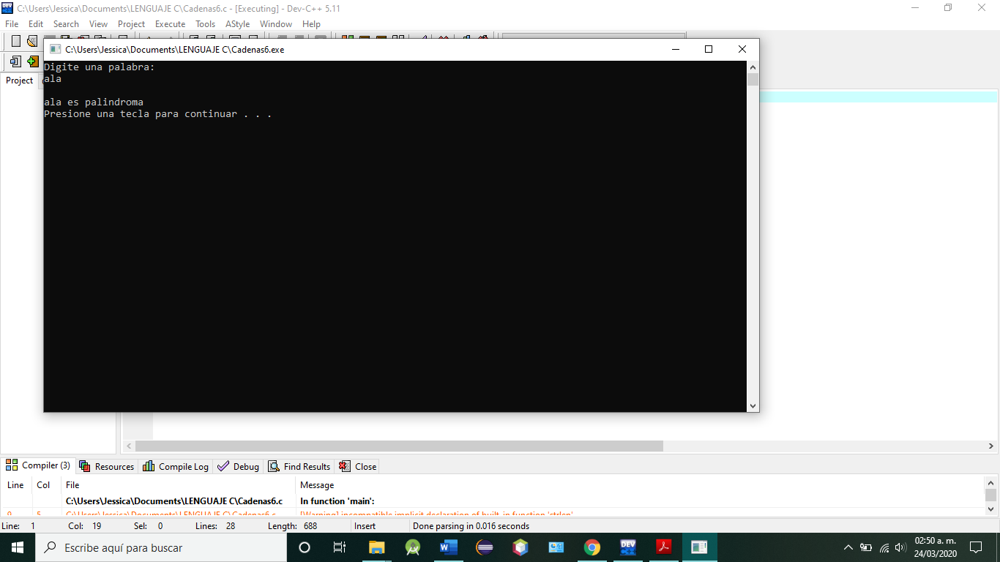 C:\Users\Jessica\Documents\LENGUAJE C\Cadenas6.c - [Executing] - Dev-C++ 5.11
File Edit Search View Project Execute Tools AStyle Window Help
C:\Users\Jessica\Documents\LENGUAJE C\Cadenas6.exe
Digite una palabra:
ala
ala es palindroma
Presione una tecla para continuar . . .
Project
Compiler (3) Resources Compile Log Debug Find Results Close
Line Col File Message
C:\Users\Jessica\Documents\LENGUAJE C\Cadenas6.c In function 'main':
9 5 C:\Users\Jessica\Documents\LENGUAJE C\Cadenas6.c [Warning] incompatible implicit declaration of built-in function 'strlen'
Line: 1 Col: 19 Sel: 0 Lines: 28 Length: 688 Insert Done parsing in 0.016 seconds
Escribe aquí para buscar
DEV
02:50 a. m.
24/03/2020